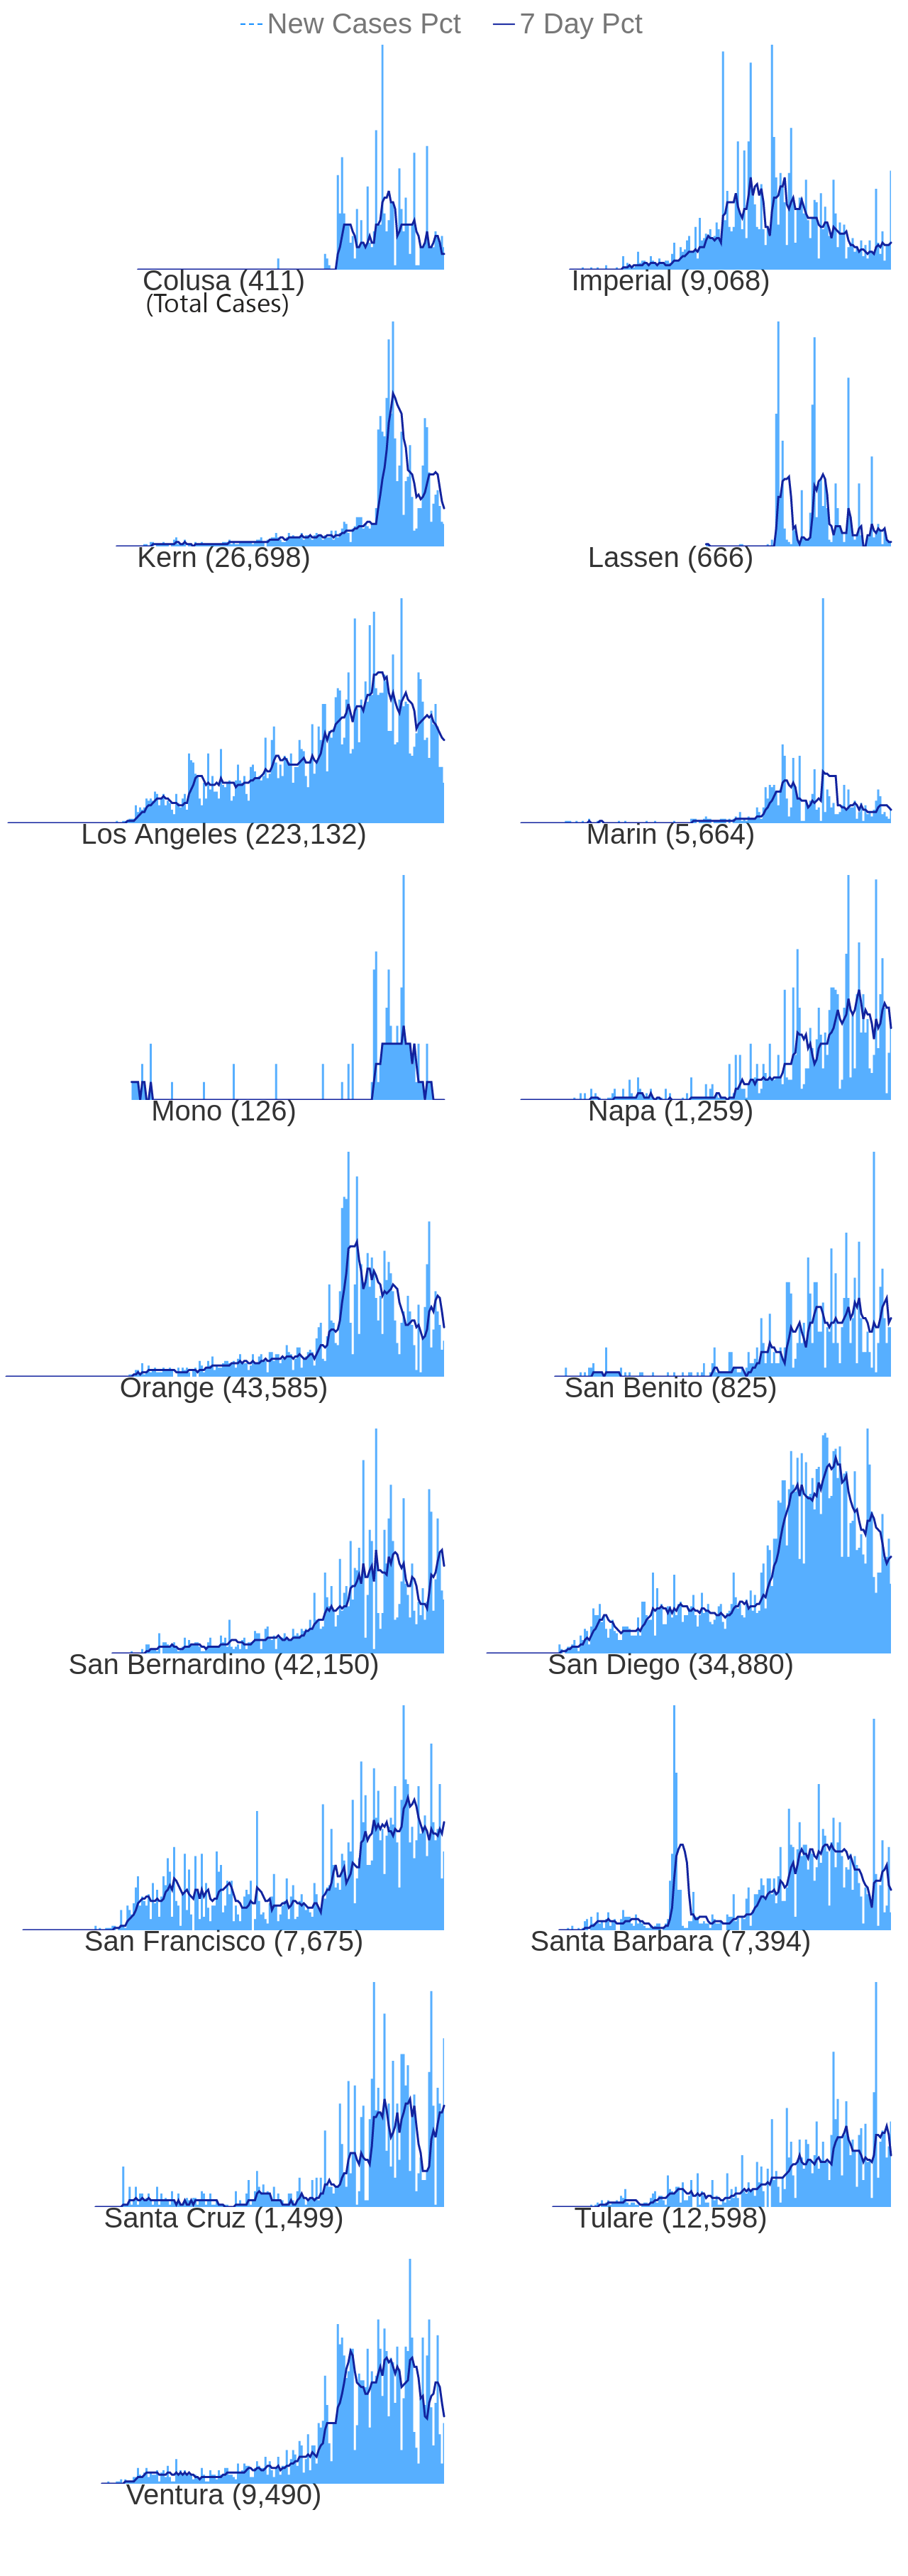 New Cases Pct 7 Day Pct
Colusa (411) Imperial (9,068)
(Total Cases)
Kern (26,698) Lassen (666)
Los Angeles (223,132) Marin (5,664)
Mono (126) Napa (1,259)
Orange (43,585) San Benito (825)
San Bernardino (42,150) San Diego (34,880)
San Francisco (7,675) Santa Barbara (7,394)
Santa Cruz (1,499) Tulare (12,598)
Ventura (9,490)